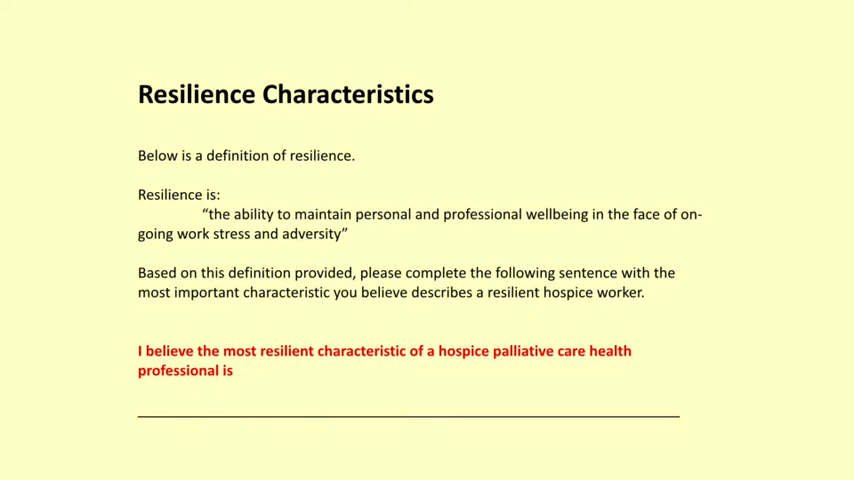 Resilience Characteristics
Below is a definition of resilience.
Resilience is:
“the ability to maintain personal and professional wellbeing in the face of on-
going work stress and adversity”
Based on this definition provided, please complete the following sentence with the
most important characteristic you believe describes a resilient hospice worker.
I believe the most resilient characteristic of a hospice palliative care health
professional is